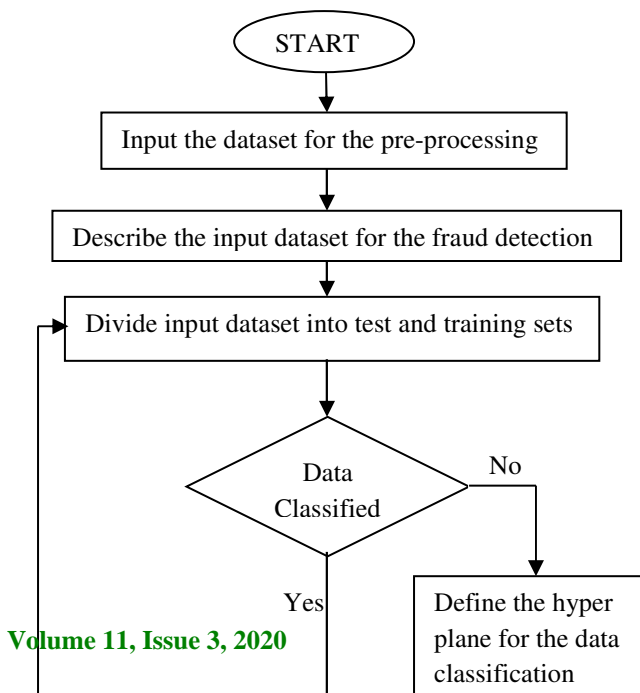 START
Input the dataset for the pre-processing
Describe the input dataset for the fraud detection
Divide input dataset into test and training sets
Data
Classified
No
Yes
Define the hyper
plane for the data
classification
Volume 11, Issue 3, 2020